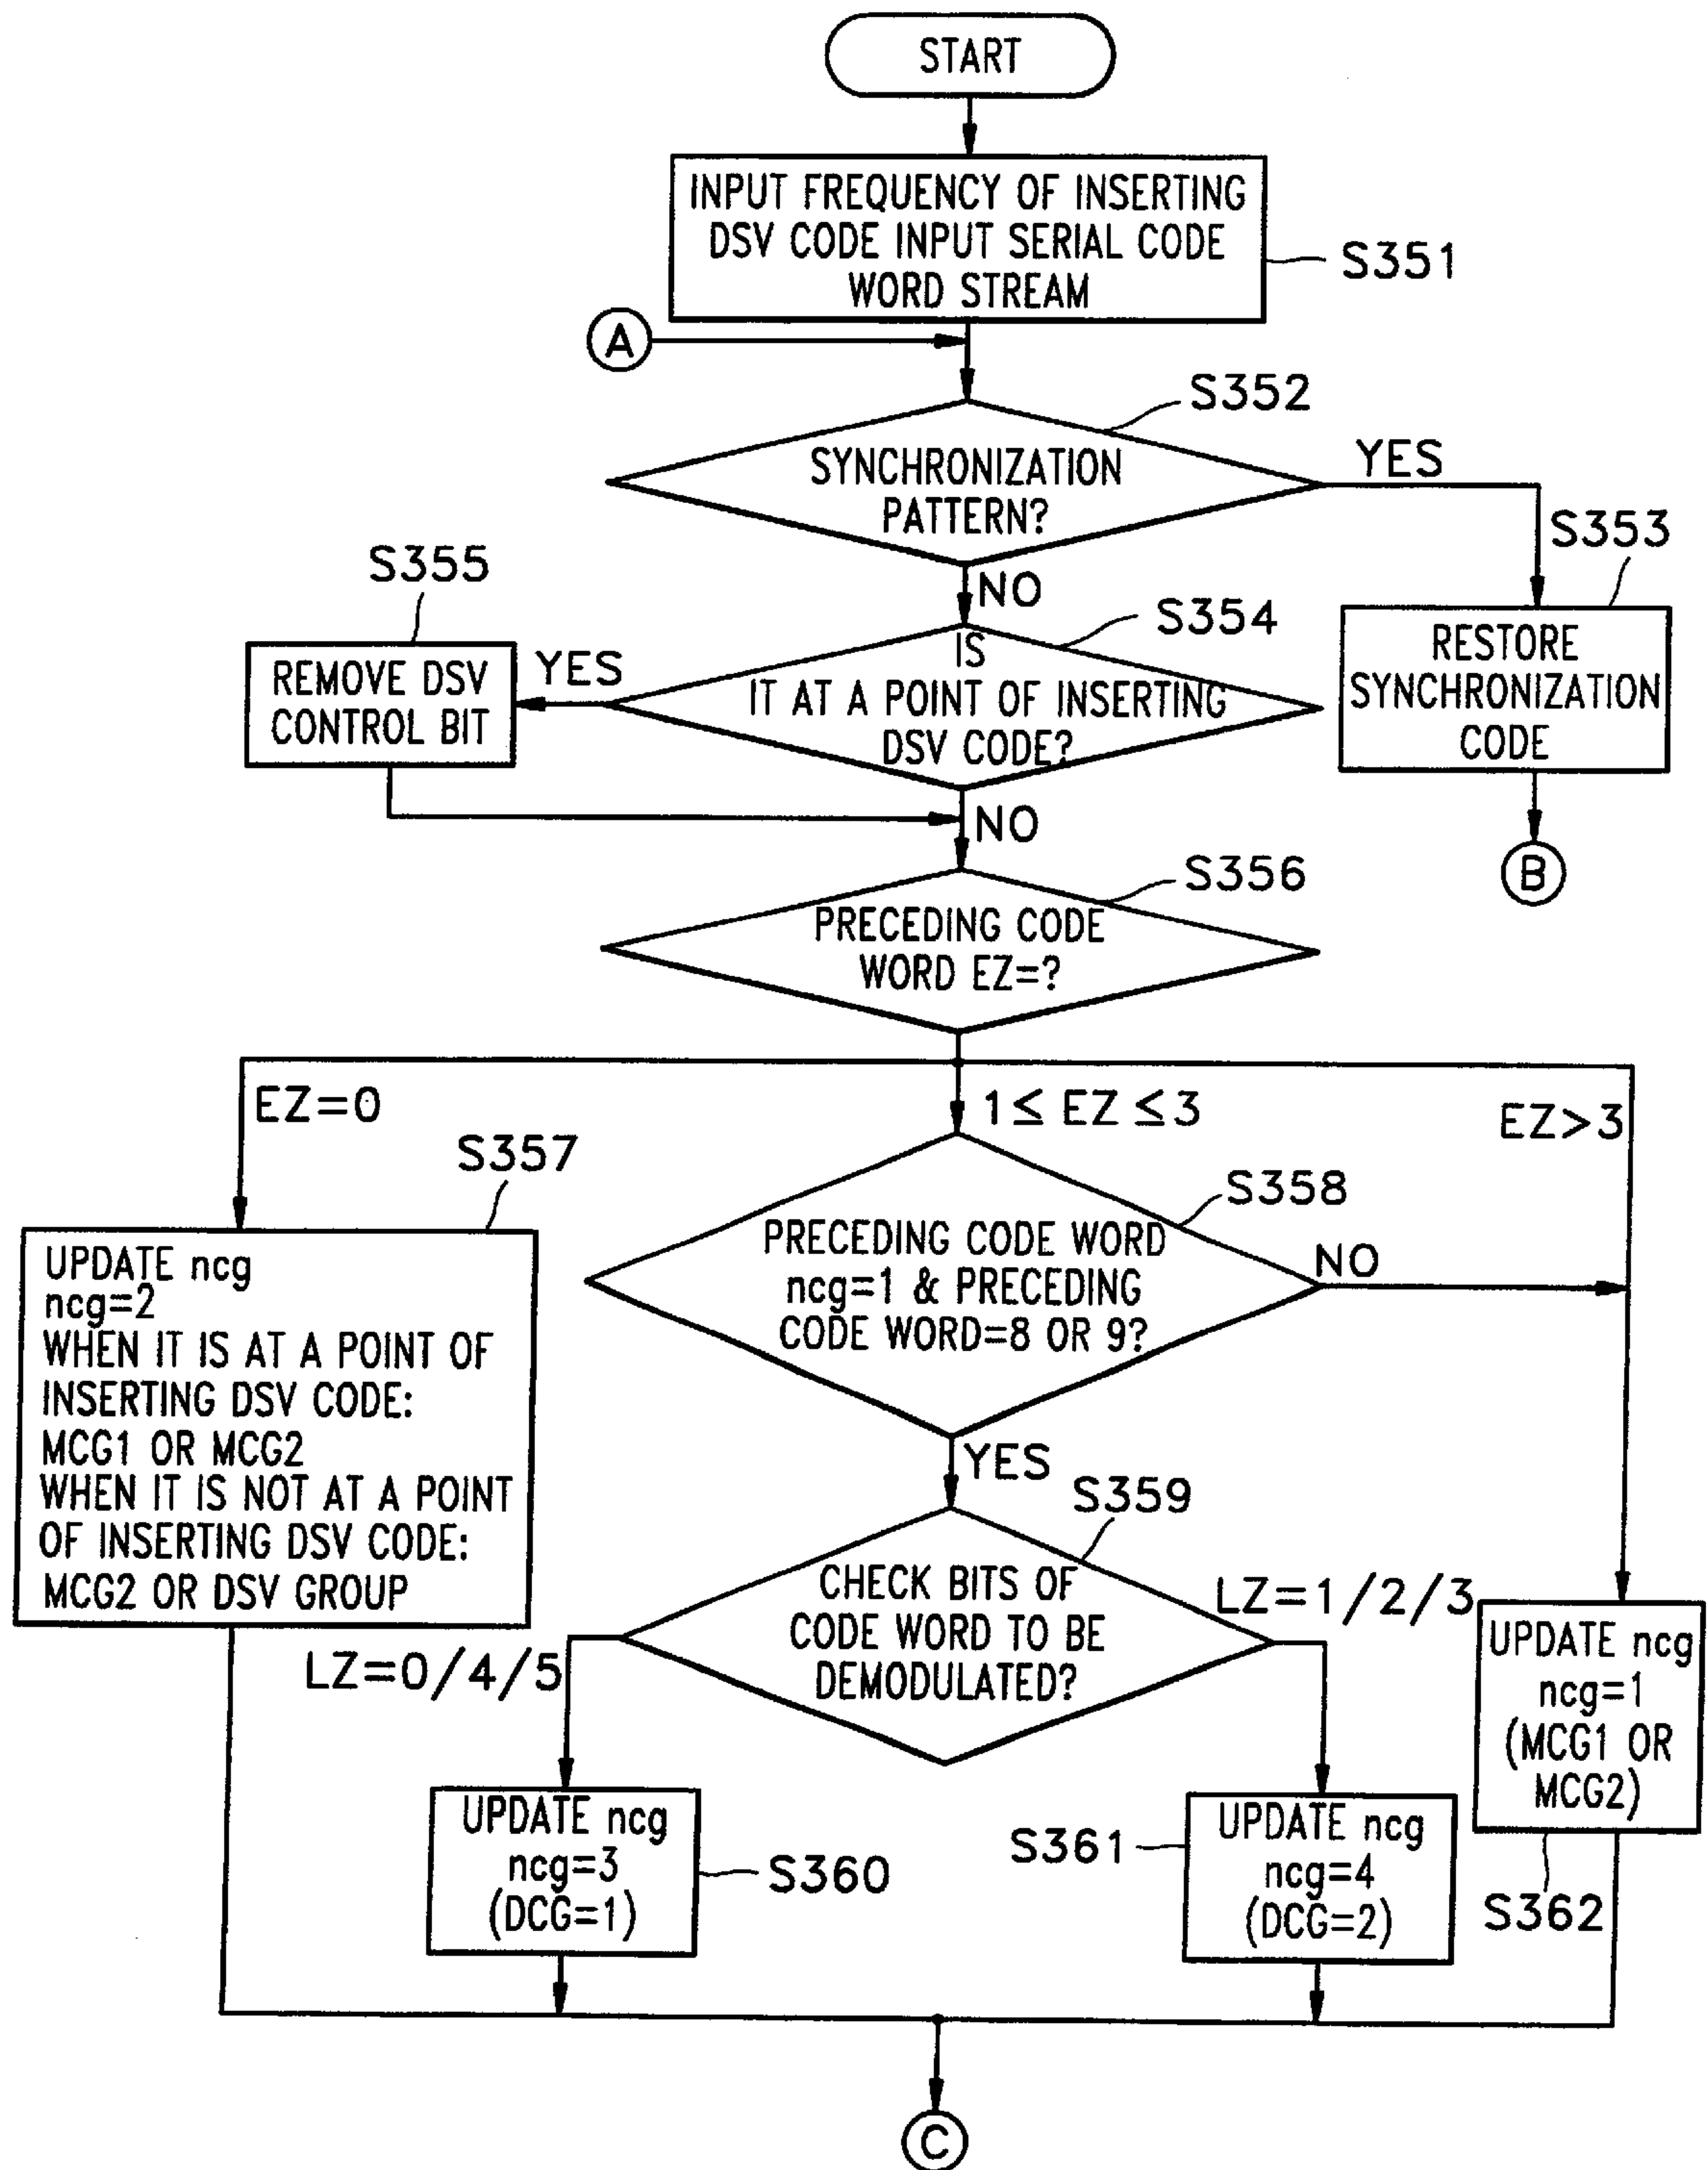 START
INPUT FREQUENCY OF INSERTING
DSV CODE INPUT SERIAL CODE
WORD STREAM
S351
A
S352
SYNCHRONIZATION
PATTERN?
YES
S353
S355
NO
S354
RESTORE
SYNCHRONIZATION
CODE
REMOVE DSV
CONTROL BIT
YES
IS
IT AT A POINT OF INSERTING
DSV CODE?
NO
B
S356
PRECEDING CODE
WORD EZ=?
EZ=0
1≤ EZ ≤3
EZ>3
S357
S358
UPDATE ncg
ncg=2
WHEN IT IS AT A POINT OF
INSERTING DSV CODE:
MCG1 OR MCG2
WHEN IT IS NOT AT A POINT
OF INSERTING DSV CODE:
MCG2 OR DSV GROUP
PRECEDING CODE WORD
ncg=1 & PRECEDING
CODE WORD=8 OR 9?
NO
YES
S359
CHECK BITS OF
CODE WORD TO BE
DEMODULATED?
LZ=1/2/3
LZ=0/4/5
UPDATE ncg
ncg=1
(MCG1 OR
MCG2)
UPDATE ncg
ncg=3
(DCG=1)
S360
S361
UPDATE ncg
ncg=4
(DCG=2)
S362
C